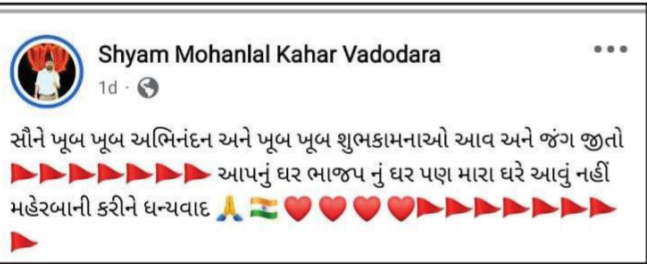 Shyam Mohanlal Kahar Vadodara
1d ·
સૌને ખૂબ ખૂબ અભિનંદન અને ખૂબ ખૂબ શુભકામનાઓ આવ અને જંગ જીતો
🚩🚩🚩🚩🚩🚩🚩 આપનું ઘર ભાજપ નું ઘર પણ મારા ઘરે આવું નહીં
મહેરબાની કરીને ધન્યવાદ 🙏 🇮🇳 ❤️ ❤️ ❤️ ❤️🚩🚩🚩🚩🚩🚩🚩
🚩